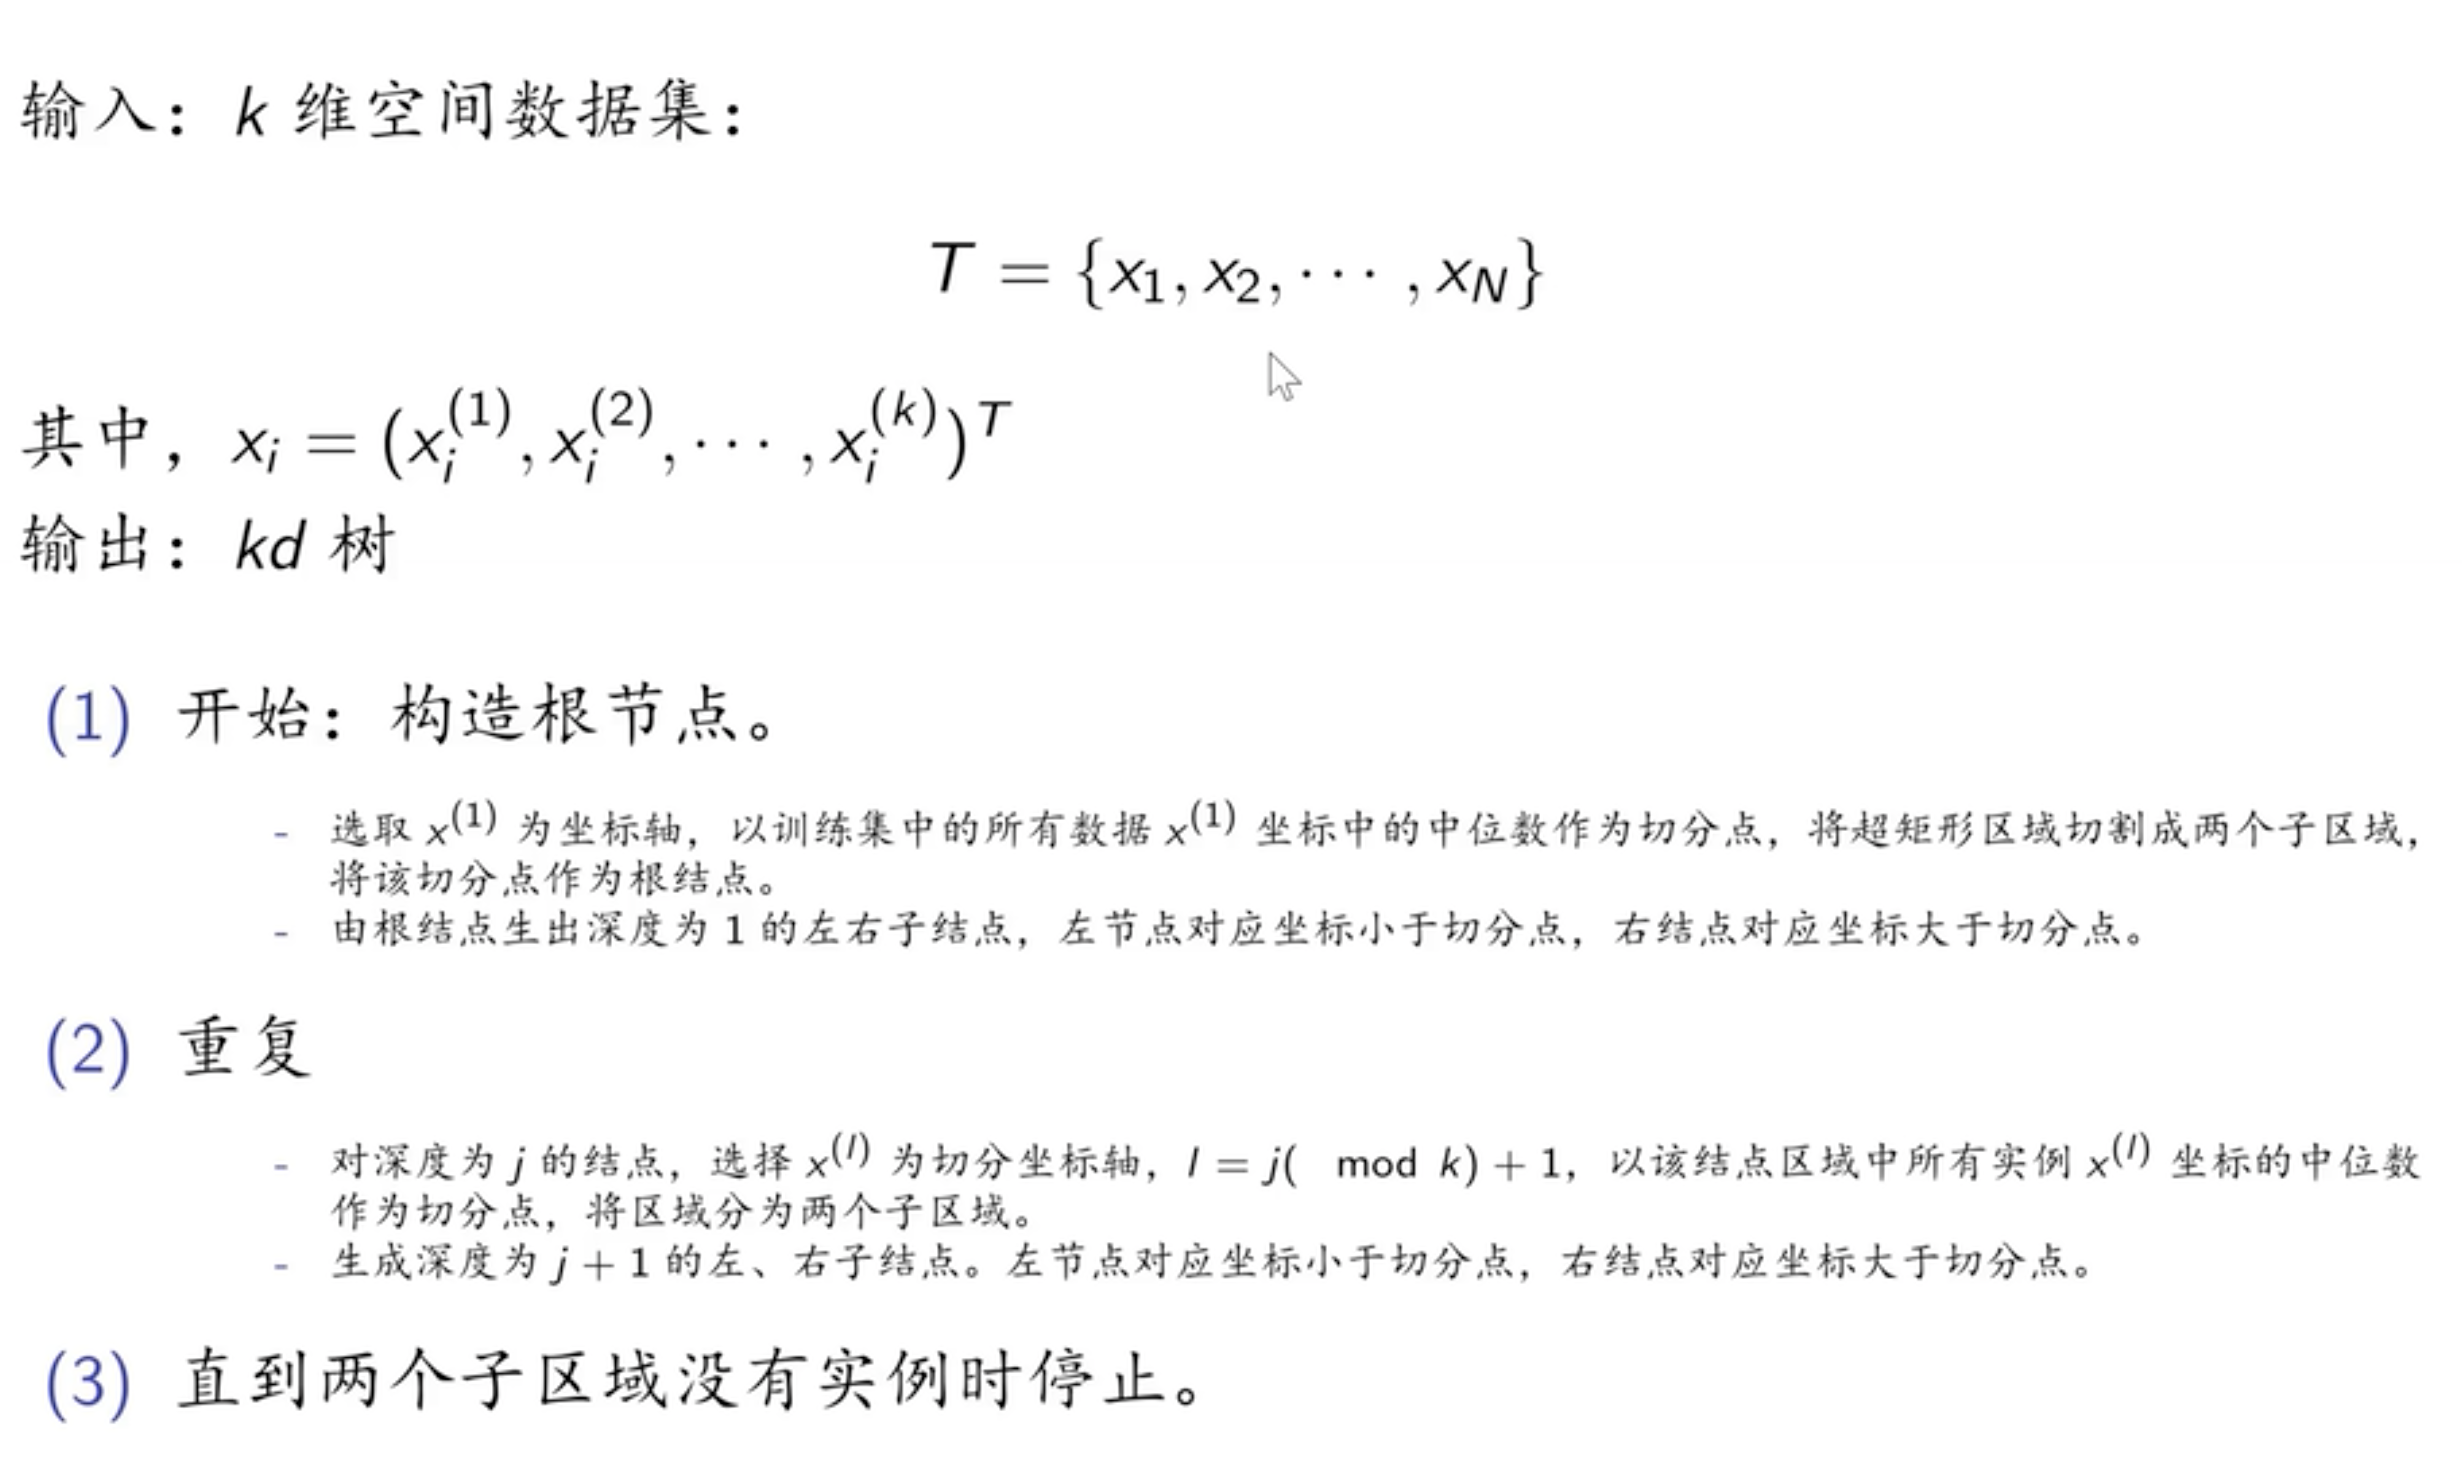 输入：k 维空间数据集：
T = {x₁, x₂, ⋯ , x_N}
其中，xᵢ = (xᵢ⁽¹⁾, xᵢ⁽²⁾, ⋯ , xᵢ⁽ᵏ⁾)ᵀ
输出：kd 树
(1) 开始：构造根节点。
- 选取 x⁽¹⁾ 为坐标轴，以训练集中的所有数据 x⁽¹⁾ 坐标中的中位数作为切分点，将超矩形区域切割成两个子区域，
将该切分点作为根结点。
- 由根结点生出深度为 1 的左右子结点，左节点对应坐标小于切分点，右结点对应坐标大于切分点。
(2) 重复
- 对深度为 j 的结点，选择 x⁽ˡ⁾ 为切分坐标轴，l = j( mod k) + 1，以该结点区域中所有实例 x⁽ˡ⁾ 坐标的中位数
作为切分点，将区域分为两个子区域。
- 生成深度为 j + 1 的左、右子结点。左节点对应坐标小于切分点，右结点对应坐标大于切分点。
(3) 直到两个子区域没有实例时停止。